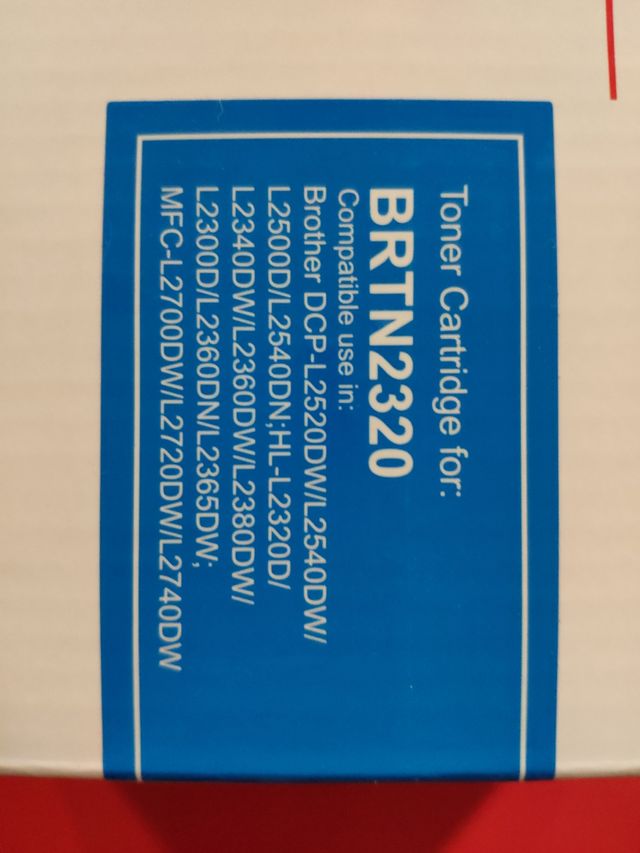 Toner Cartridge for:
BRTN2320
Compatible use in:
Brother DCP-L2520DW/L2540DW/
L2500D/L2540DN;HL-L2320D/
L2340DW/L2360DW/L2380DW/
L2300D/L2360DN/L2365DW;
MFC-L2700DW/L2720DW/L2740DW